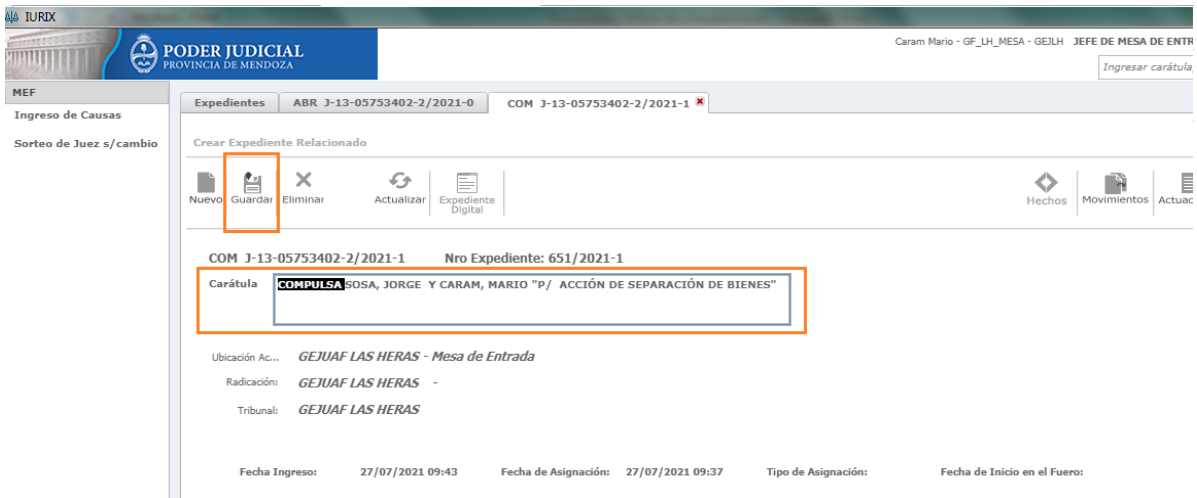 IURIX
PODER JUDICIAL
PROVINCIA DE MENDOZA
Caram Mario - GF_LH_MESA - GEJLH JEFE DE MESA DE ENTR
Ingresar carátula,
MEF
Ingreso de Causas
Sorteo de Juez s/cambio
Expedientes ABR J-13-05753402-2/2021-0 COM J-13-05753402-2/2021-1
Crear Expediente Relacionado
Nuevo Guardar Eliminar Actualizar Expediente Digital Hechos Movimientos Actuac
COM J-13-05753402-2/2021-1 Nro Expediente: 651/2021-1
Carátula COMPULSA SOSA, JORGE Y CARAM, MARIO "P/ ACCIÓN DE SEPARACIÓN DE BIENES"
Ubicación Ac... GEJUAF LAS HERAS - Mesa de Entrada
Radicación: GEJUAF LAS HERAS -
Tribunal: GEJUAF LAS HERAS
Fecha Ingreso: 27/07/2021 09:43 Fecha de Asignación: 27/07/2021 09:37 Tipo de Asignación: Fecha de Inicio en el Fuero: